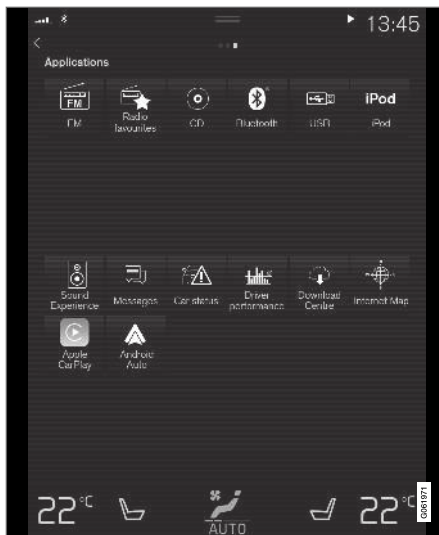 13:45
Applications
FM
iPod
FM
Radio
favourites
CD
Bluetooth
USB
iPod
Sound
Experience
Messages
Car status
Driver
performance
Download
Centre
Internet Map
Apple
CarPlay
Android
Auto
22°C
22°C
AUTO
G061971